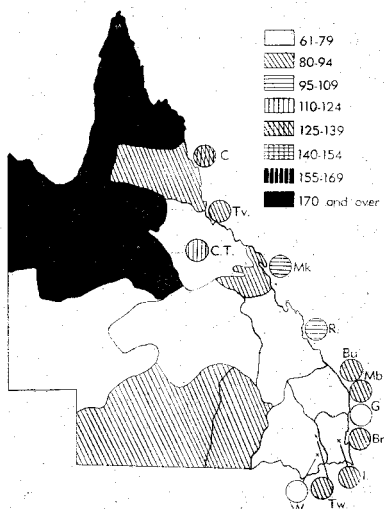 61-79
80-94
95-109
110-124
125-139
140-154
155-169
170 and over
C
Tv.
C.T.
Mk
R.
Bu
Mb
G
Br
I.
Tw.
W